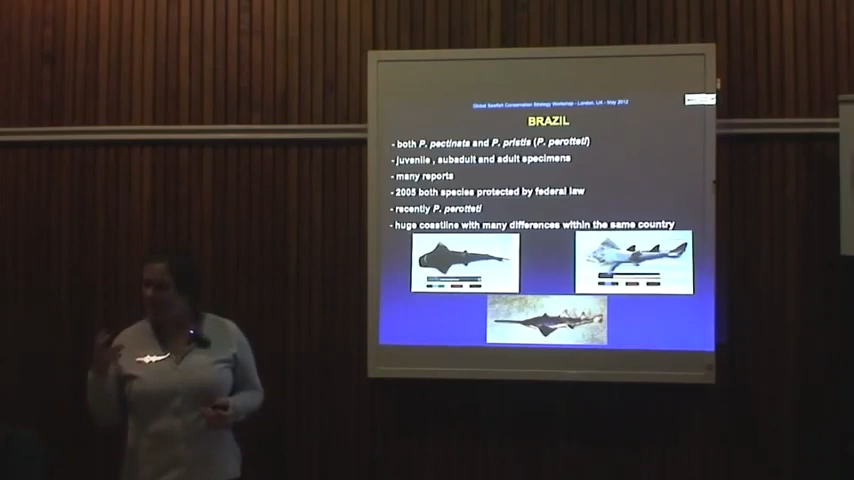 Global Sawfish Conservation Strategy Workshop - London, UK - May 2012
BRAZIL
- both P. pectinata and P. pristis (P. perotteti)
- juvenile , subadult and adult specimens
- many reports
- 2005 both species protected by federal law
- recently P. perotteti
- huge coastline with many differences within the same country